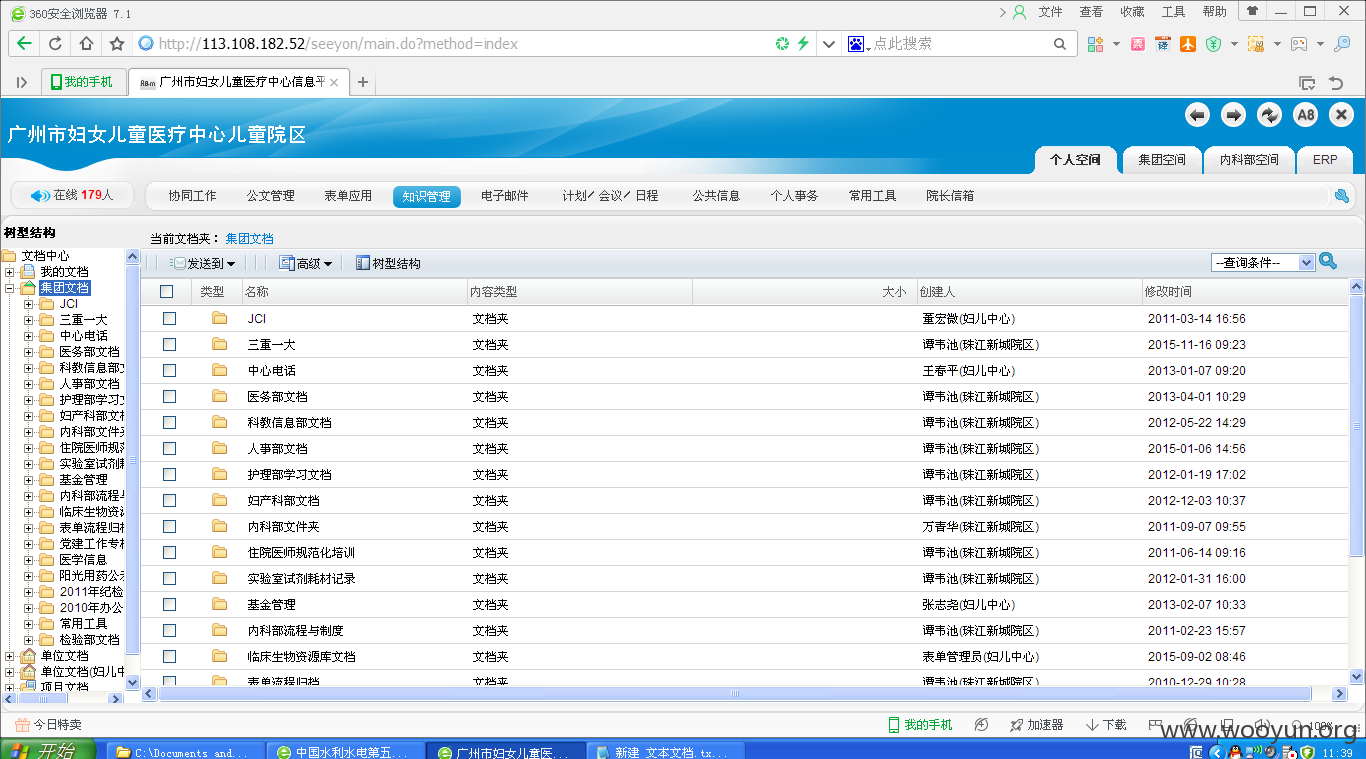 360安全浏览器 7.1
文件 查看 收藏 工具 帮助
http://113.108.182.52/seeyon/main.do?method=index
点此搜索
我的手机 广州市妇女儿童医疗中心信息平
广州市妇女儿童医疗中心儿童院区
A8
个人空间 集团空间 内科部空间 ERP
在线 179人 协同工作 公文管理 表单应用 知识管理 电子邮件 计划/会议/日程 公共信息 个人事务 常用工具 院长信箱
树型结构
当前文档夹： 集团文档
发送到 高级 树型结构 --查询条件--
类型 名称 内容类型 大小 创建人 修改时间
JCI 文档夹 董宏微(妇儿中心) 2011-03-14 16:56
三重一大 文档夹 谭韦池(珠江新城院区) 2015-11-16 09:23
中心电话 文档夹 王春平(妇儿中心) 2013-01-07 09:20
医务部文档 文档夹 谭韦池(珠江新城院区) 2013-04-01 10:29
科教信息部文档 文档夹 谭韦池(珠江新城院区) 2012-05-22 14:29
人事部文档 文档夹 谭韦池(珠江新城院区) 2015-01-06 14:56
护理部学习文档 文档夹 谭韦池(珠江新城院区) 2012-01-19 17:02
妇产科部文档 文档夹 谭韦池(珠江新城院区) 2012-12-03 10:37
内科部文件夹 文档夹 万青华(珠江新城院区) 2011-09-07 09:55
住院医师规范化培训 文档夹 谭韦池(珠江新城院区) 2011-06-14 09:16
实验室试剂耗材记录 文档夹 谭韦池(珠江新城院区) 2012-01-31 16:00
基金管理 文档夹 张志尧(妇儿中心) 2013-02-07 10:33
内科部流程与制度 文档夹 谭韦池(珠江新城院区) 2011-02-23 15:57
临床生物资源库文档 文档夹 表单管理员(妇儿中心) 2015-09-02 08:46
表单流程归档 文档夹 谭韦池(珠江新城院区) 2010-12-29 10:28
文档中心
我的文档
集团文档
JCI
三重一大
中心电话
医务部文档
科教信息部文
人事部文档
护理部学习文
妇产科部文档
内科部文件夹
住院医师规范
实验室试剂耗
基金管理
内科部流程与
临床生物资源
表单流程归档
党建工作专栏
医学信息
阳光用药公示
2011年纪检
2010年办公
常用工具
检验部文档
单位文档
单位文档(妇儿中
项目文档
今日特卖 我的手机 加速器 下载 100%
www.wooyun.org
开始 C:\Documents and... 中国水利水电第五... 广州市妇女儿童医... 新建 文本文档.tx... 11:39